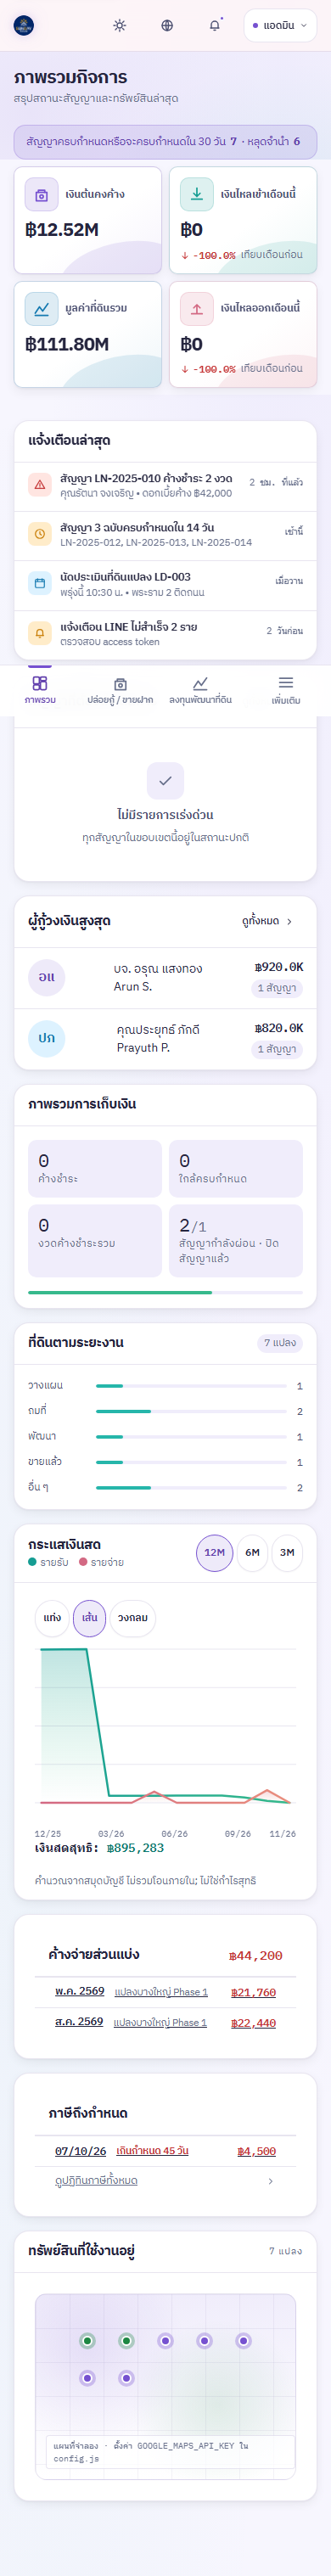 แอดมิน
ภาพรวมกิจการ
สรุปสถานะสัญญาและทรัพย์สินล่าสุด
สัญญาครบกำหนดหรือจะครบกำหนดใน 30 วัน 7 · หลุดจำนำ 6
เงินต้นคงค้าง
฿12.52M
เงินไหลเข้าเดือนนี้
฿0
↓ -100.0% เทียบเดือนก่อน
มูลค่าที่ดินรวม
฿111.80M
เงินไหลออกเดือนนี้
฿0
↓ -100.0% เทียบเดือนก่อน
แจ้งเตือนล่าสุด
สัญญา LN-2025-010 ค้างชำระ 2 งวด
2 ชม. ที่แล้ว
คุณรัตนา จงเจริญ • ดอกเบี้ยค้าง ฿42,000
สัญญา 3 ฉบับครบกำหนดใน 14 วัน
เช้านี้
LN-2025-012, LN-2025-013, LN-2025-014
นัดประเมินที่ดินแปลง LD-003
เมื่อวาน
พรุ่งนี้ 10:30 น. • พระราม 2 ติดถนน
แจ้งเตือน LINE ไม่สำเร็จ 2 ราย
2 วันก่อน
ตรวจสอบ access token
ภาพรวม
ปล่อยกู้ / ขายฝาก
ลงทุนพัฒนาที่ดิน
เพิ่มเติม
ไม่มีรายการเร่งด่วน
ทุกสัญญาในขอบเขตนี้อยู่ในสถานะปกติ
ผู้กู้วงเงินสูงสุด
ดูทั้งหมด
อแ
บจ. อรุณ แสงทอง
Arun S.
฿920.0K
1 สัญญา
ปภ
คุณประยุทธ์ ภักดี
Prayuth P.
฿820.0K
1 สัญญา
ภาพรวมการเก็บเงิน
0
ค้างชำระ
0
ใกล้ครบกำหนด
0
งวดค้างชำระรวม
2/1
สัญญากำลังผ่อน · ปิด
สัญญาแล้ว
ที่ดินตามระยะงาน
7 แปลง
วางแผน 1
ถมที่ 2
พัฒนา 1
ขายแล้ว 1
อื่น ๆ 2
กระแสเงินสด
รายรับ รายจ่าย
12M 6M 3M
แท่ง เส้น วงกลม
12/25 03/26 06/26 09/26 11/26
เงินสดสุทธิ: ฿895,283
คำนวณจากสมุดบัญชี ไม่รวมโอนภายใน; ไม่ใช่กำไรสุทธิ
ค้างจ่ายส่วนแบ่ง
฿44,200
พ.ค. 2569 แปลงบางใหญ่ Phase 1 ฿21,760
ส.ค. 2569 แปลงบางใหญ่ Phase 1 ฿22,440
ภาษีถึงกำหนด
07/10/26 เกินกำหนด 45 วัน ฿4,500
ดูปฏิทินภาษีทั้งหมด
ทรัพย์สินที่ใช้งานอยู่
7 แปลง
แผนที่จำลอง · ตั้งค่า GOOGLE_MAPS_API_KEY ใน
config.js